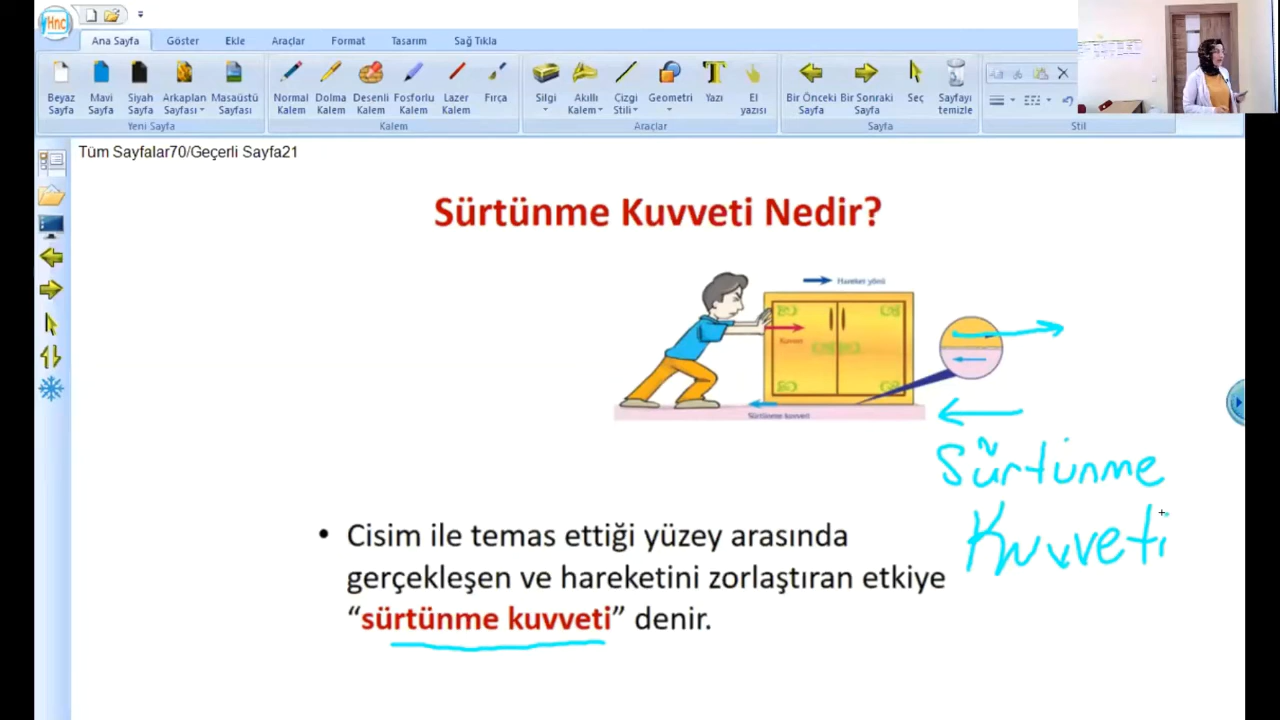 Hnc
Ana Sayfa Göster Ekle Araçlar Format Tasarım Sağ Tıkla
Beyaz Sayfa Mavi Sayfa Siyah Sayfa Arkaplan Sayfası Masaüstü Sayfası
Yeni Sayfa
Normal Kalem Dolma Kalem Desenli Kalem Fosforlu Kalem Lazer Kalem Fırça
Kalem
Silgi Akıllı Kalem Çizgi Stili Geometri Yazı El yazısı
Araçlar
Bir Önceki Sayfa Bir Sonraki Sayfa Seç Sayfayı temizle
Sayfa
Stil
Tüm Sayfalar70/Geçerli Sayfa21
Sürtünme Kuvveti Nedir?
Hareket yönü
Kuvvet
Sürtünme kuvveti
Sürtünme
Kuvveti
• Cisim ile temas ettiği yüzey arasında
gerçekleşen ve hareketini zorlaştıran etkiye
“sürtünme kuvveti” denir.